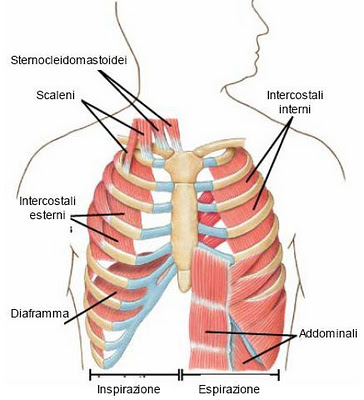 Sternocleidomastoidei
Scaleni
Intercostali
interni
Intercostali
esterni
Diaframma
Addominali
Inspirazione
Espirazione